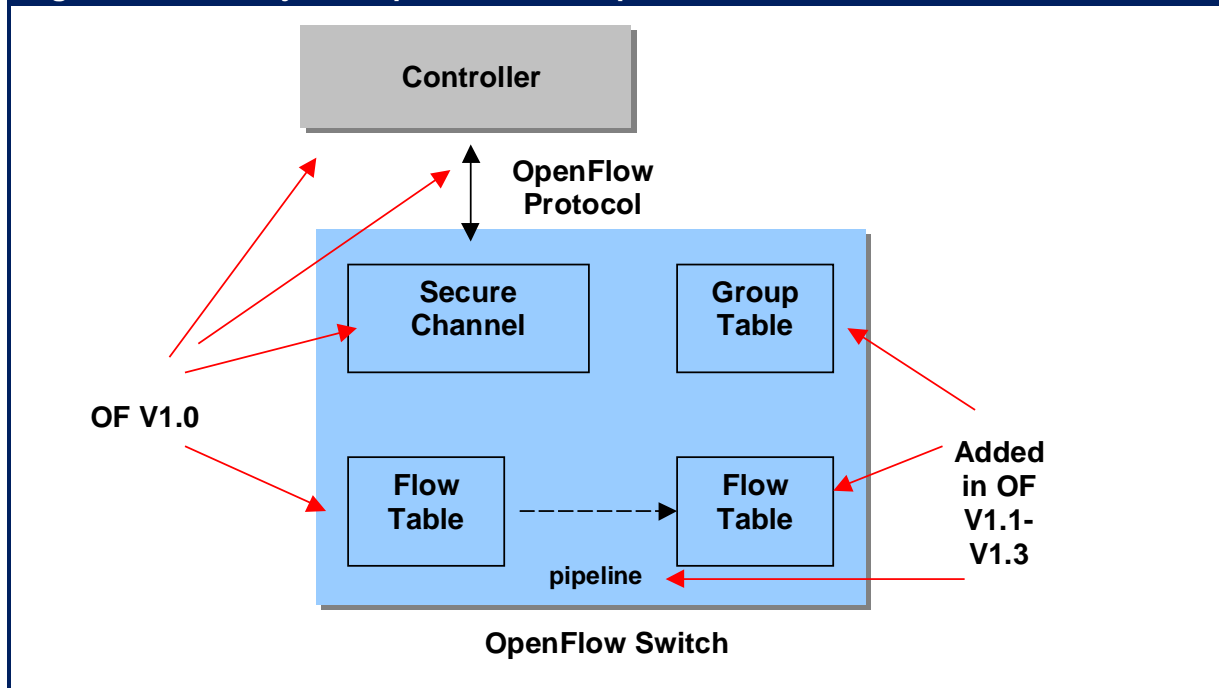 Controller
OpenFlow
Protocol
Secure
Channel
Group
Table
OF V1.0
Flow
Table
Flow
Table
Added
in OF
V1.1-
V1.3
pipeline
OpenFlow Switch